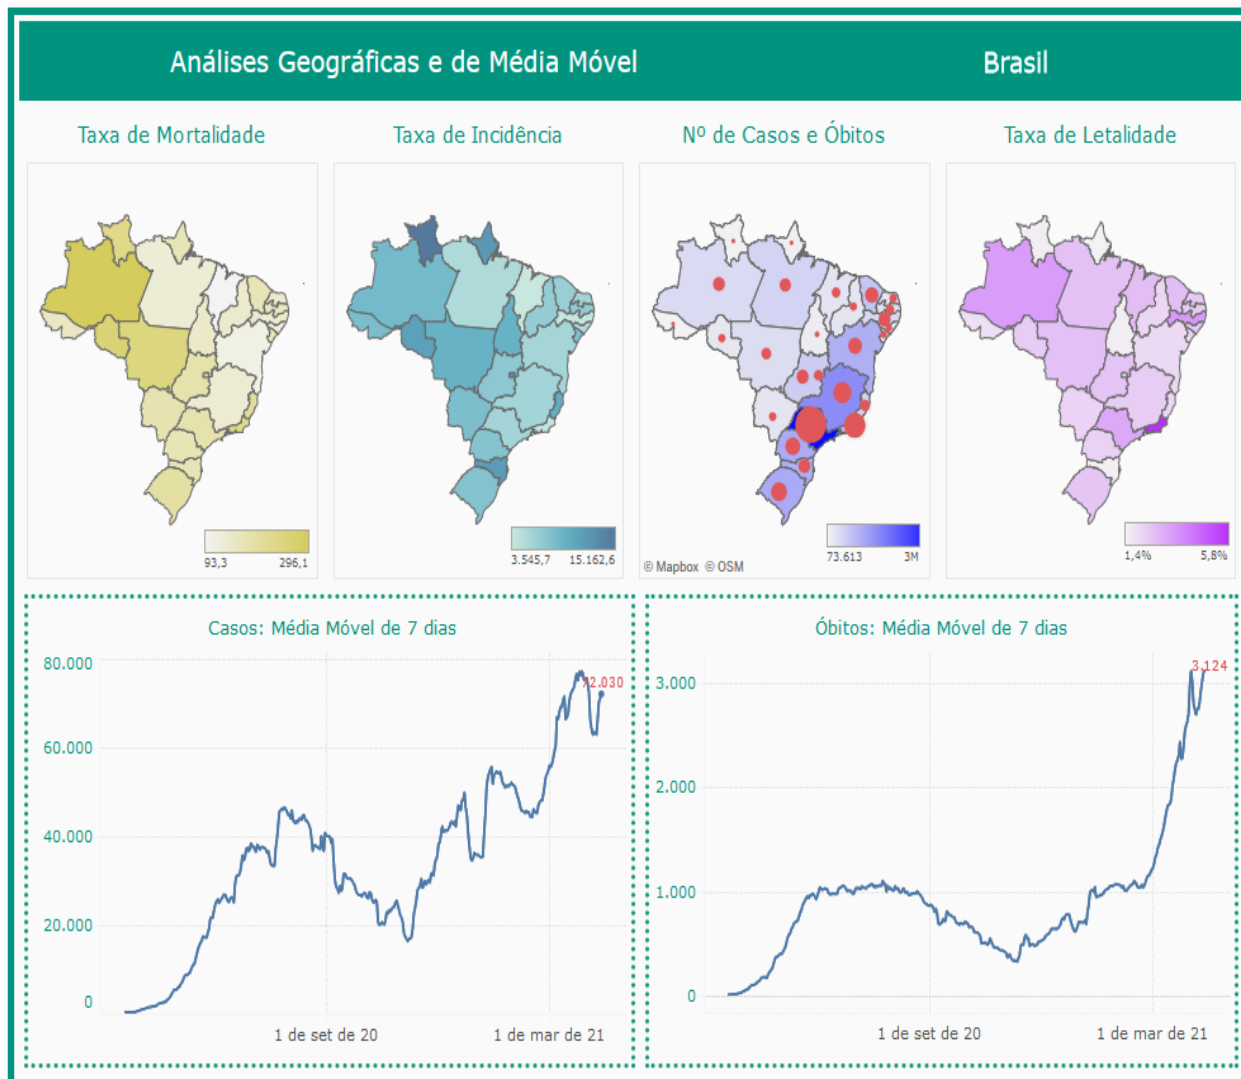 Análises Geográficas e de Média Móvel
Brasil
Taxa de Mortalidade
Taxa de Incidência
Nº de Casos e Óbitos
Taxa de Letalidade
93,3
296,1
3.545,7
15.162,6
73.613
3M
1,4%
5,8%
© Mapbox © OSM
Casos: Média Móvel de 7 dias
80.000
60.000
40.000
20.000
0
72.030
1 de set de 20
1 de mar de 21
Óbitos: Média Móvel de 7 dias
3.000
2.000
1.000
0
3.124
1 de set de 20
1 de mar de 21